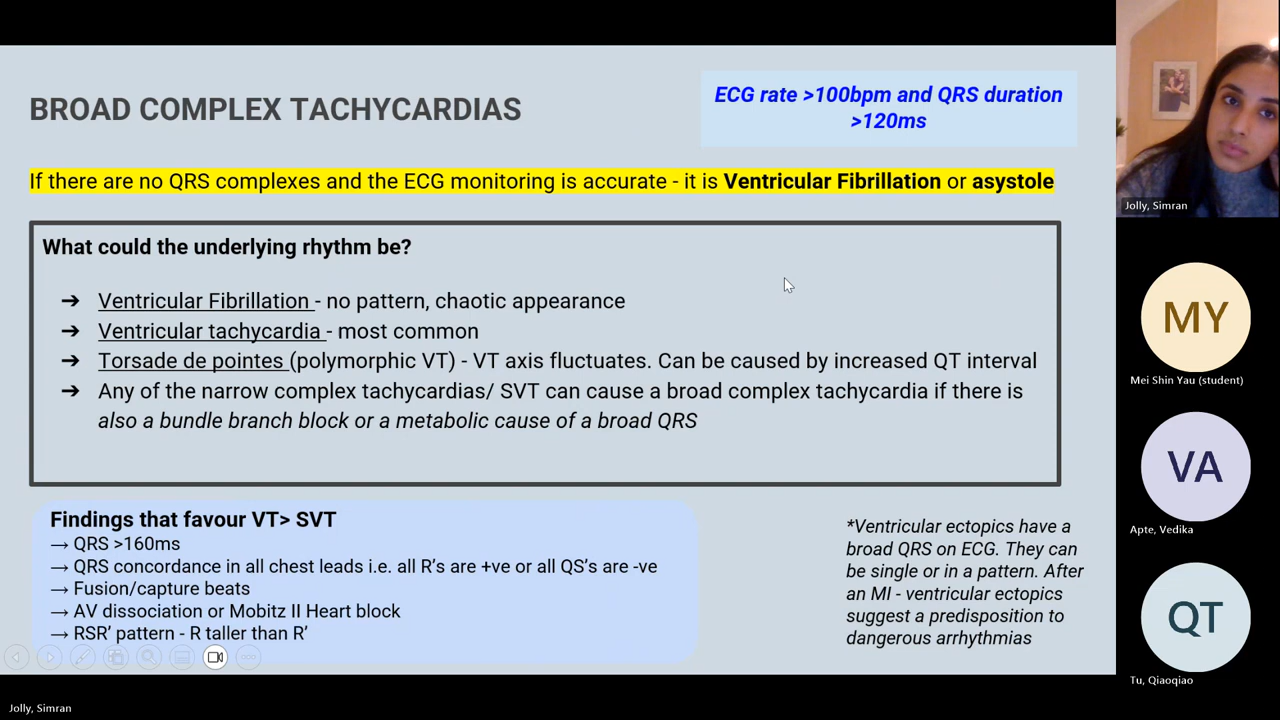 BROAD COMPLEX TACHYCARDIAS
ECG rate >100bpm and QRS duration
>120ms
If there are no QRS complexes and the ECG monitoring is accurate - it is Ventricular Fibrillation or asystole
What could the underlying rhythm be?
➔ Ventricular Fibrillation - no pattern, chaotic appearance
➔ Ventricular tachycardia - most common
➔ Torsade de pointes (polymorphic VT) - VT axis fluctuates. Can be caused by increased QT interval
➔ Any of the narrow complex tachycardias/ SVT can cause a broad complex tachycardia if there is
also a bundle branch block or a metabolic cause of a broad QRS
Findings that favour VT> SVT
→ QRS >160ms
→ QRS concordance in all chest leads i.e. all R's are +ve or all QS's are -ve
→ Fusion/capture beats
→ AV dissociation or Mobitz II Heart block
→ RSR' pattern - R taller than R'
*Ventricular ectopics have a
broad QRS on ECG. They can
be single or in a pattern. After
an MI - ventricular ectopics
suggest a predisposition to
dangerous arrhythmias
Jolly, Simran
MY
Mei Shin Yau (student)
VA
Apte, Vedika
QT
Tu, Qiaoqiao
Jolly, Simran